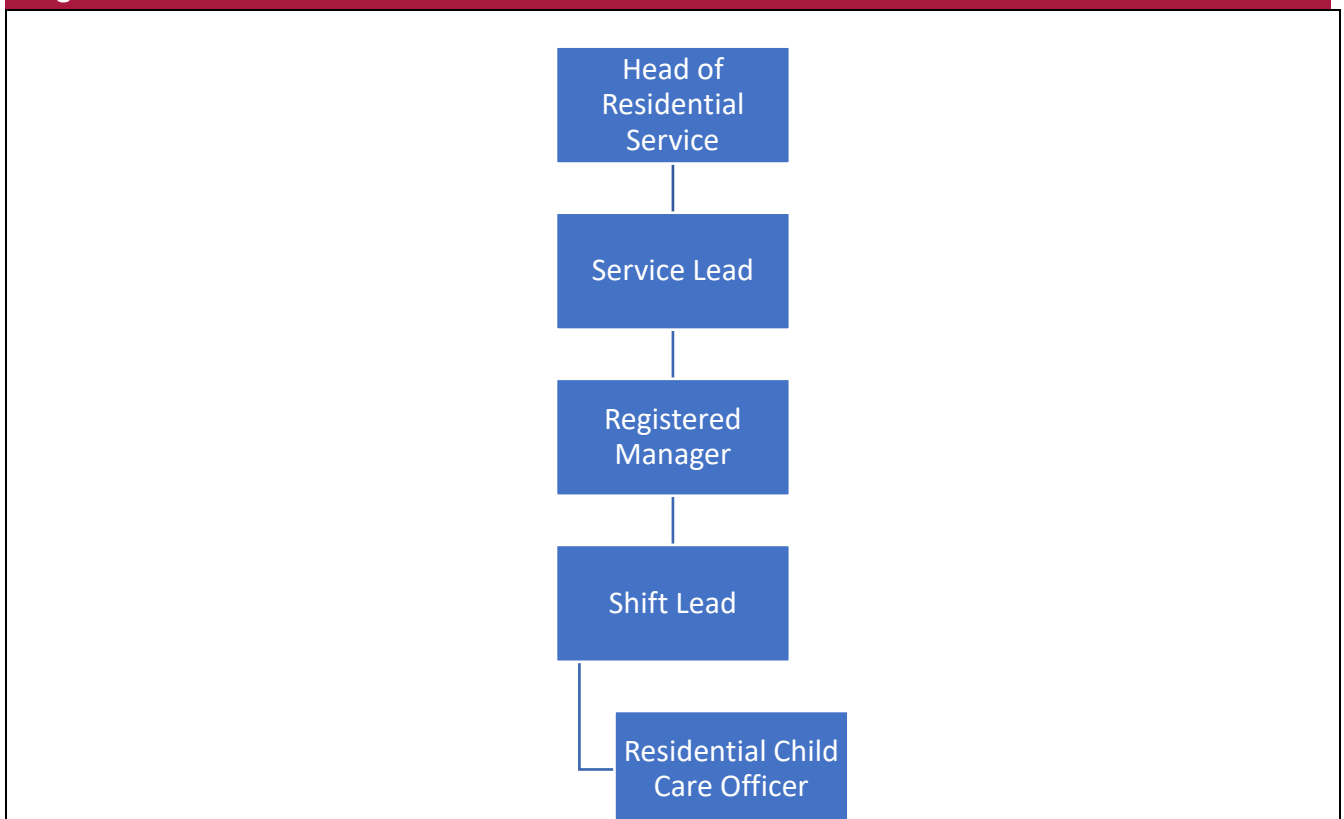 Head of
Residential
Service
Service Lead
Registered
Manager
Shift Lead
Residential Child
Care Officer